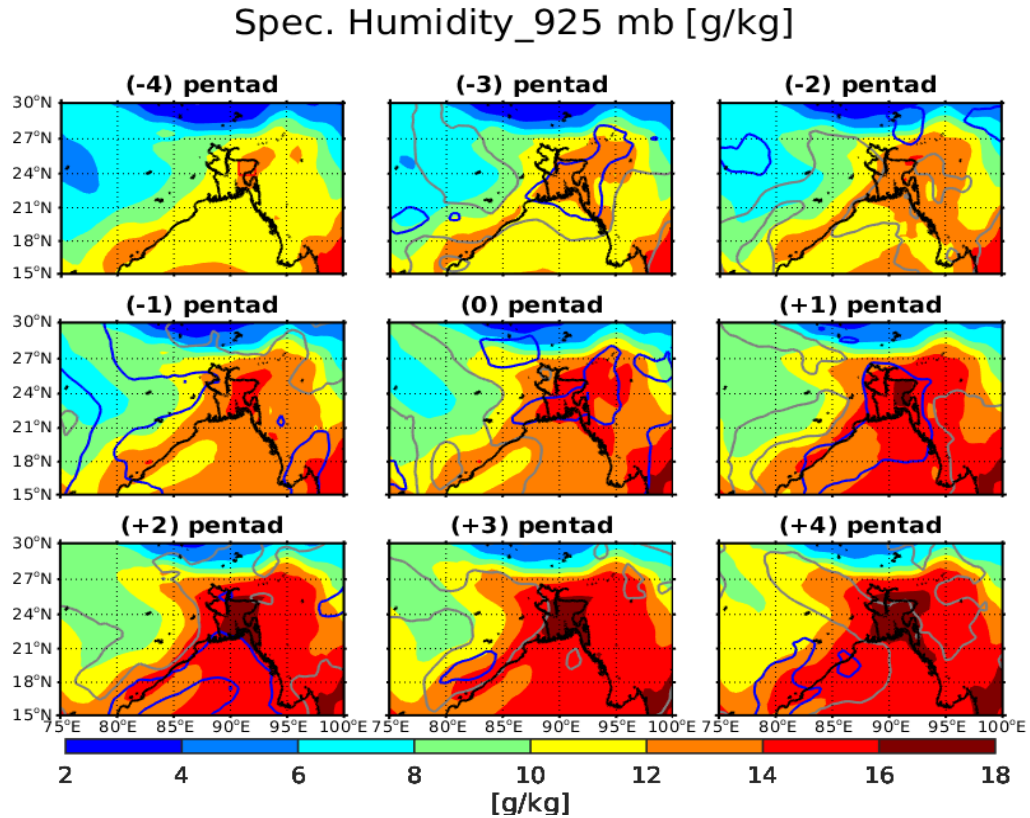 Spec. Humidity_925 mb [g/kg]
(-4) pentad (-3) pentad (-2) pentad
30°N
27°N
24°N
21°N
18°N
15°N
(-1) pentad (0) pentad (+1) pentad
30°N
27°N
24°N
21°N
18°N
15°N
(+2) pentad (+3) pentad (+4) pentad
30°N
27°N
24°N
21°N
18°N
15°N
75°E 80°E 85°E 90°E 95°E 100°E 75°E 80°E 85°E 90°E 95°E 100°E 75°E 80°E 85°E 90°E 95°E 100°E
2 4 6 8 10 12 14 16 18
[g/kg]